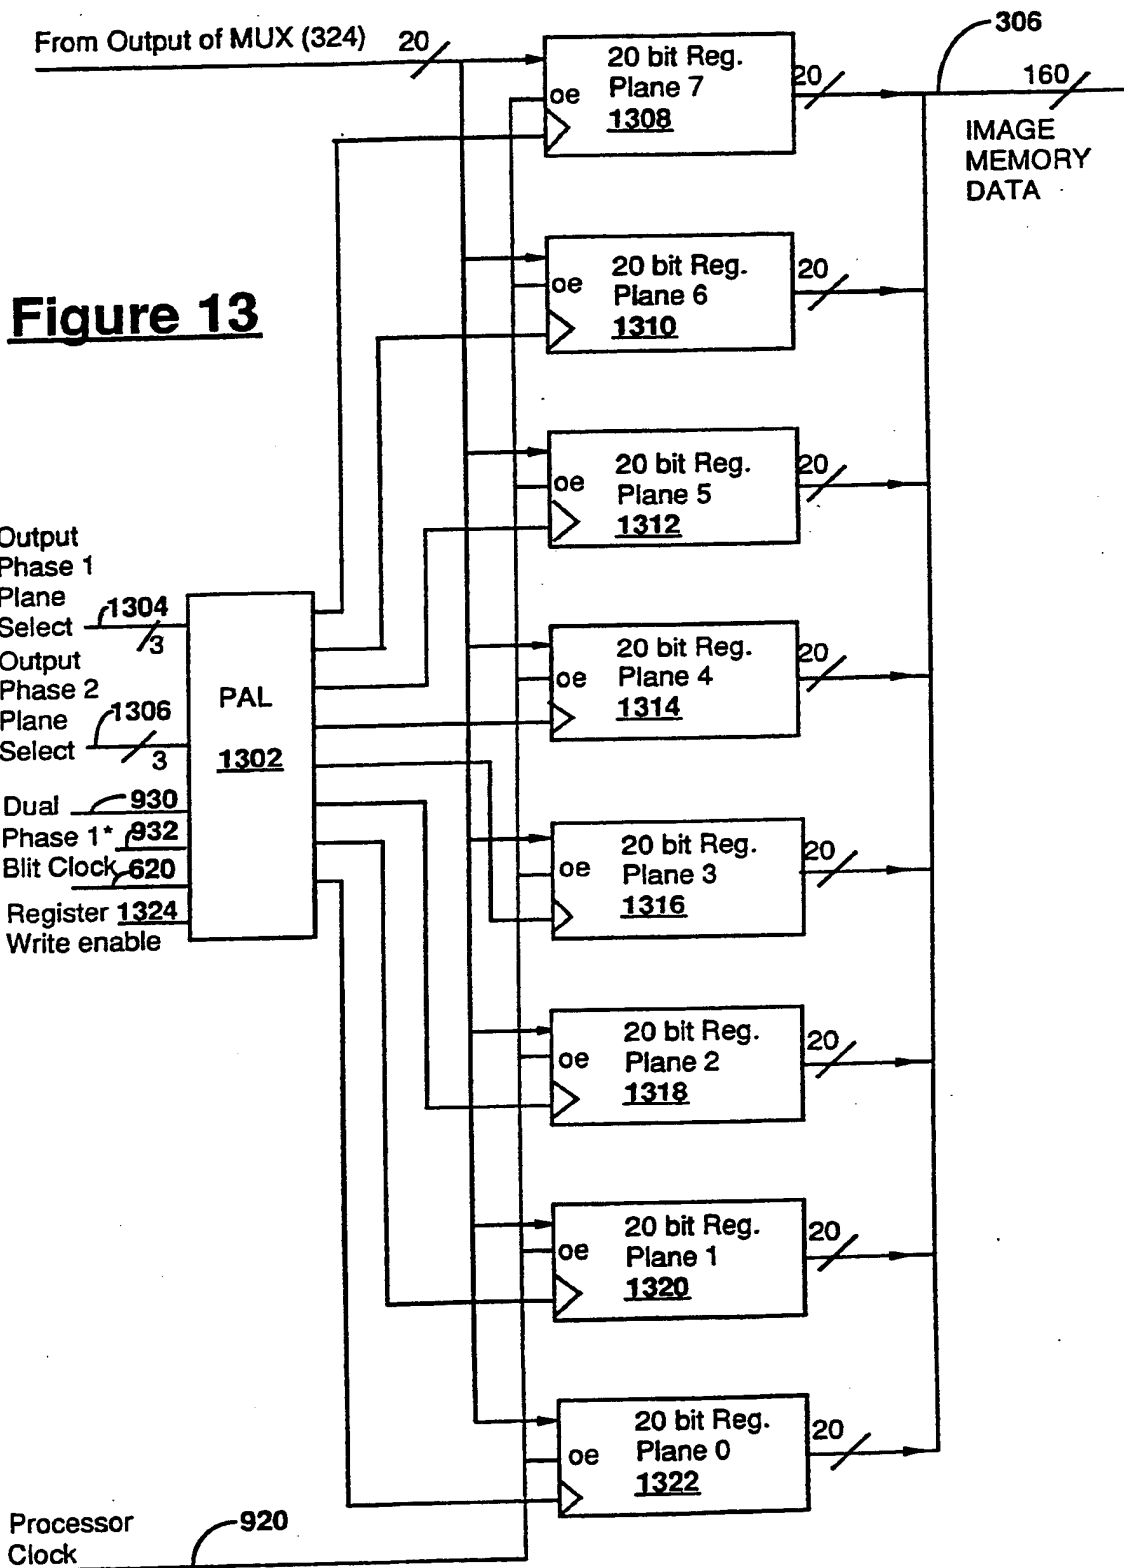 From Output of MUX (324)
20
20 bit Reg.
Plane 7
1308
oe
20
306
160
IMAGE
MEMORY
DATA
Figure 13
20 bit Reg.
Plane 6
1310
oe
20
20 bit Reg.
Plane 5
1312
oe
20
Output
Phase 1
Plane
Select
1304
3
Output
Phase 2
Plane
Select
1306
3
Dual
930
Phase 1*
932
Blit Clock
620
Register 1324
Write enable
PAL
1302
20 bit Reg.
Plane 4
1314
oe
20
20 bit Reg.
Plane 3
1316
oe
20
20 bit Reg.
Plane 2
1318
oe
20
20 bit Reg.
Plane 1
1320
oe
20
20 bit Reg.
Plane 0
1322
oe
20
Processor
Clock
920